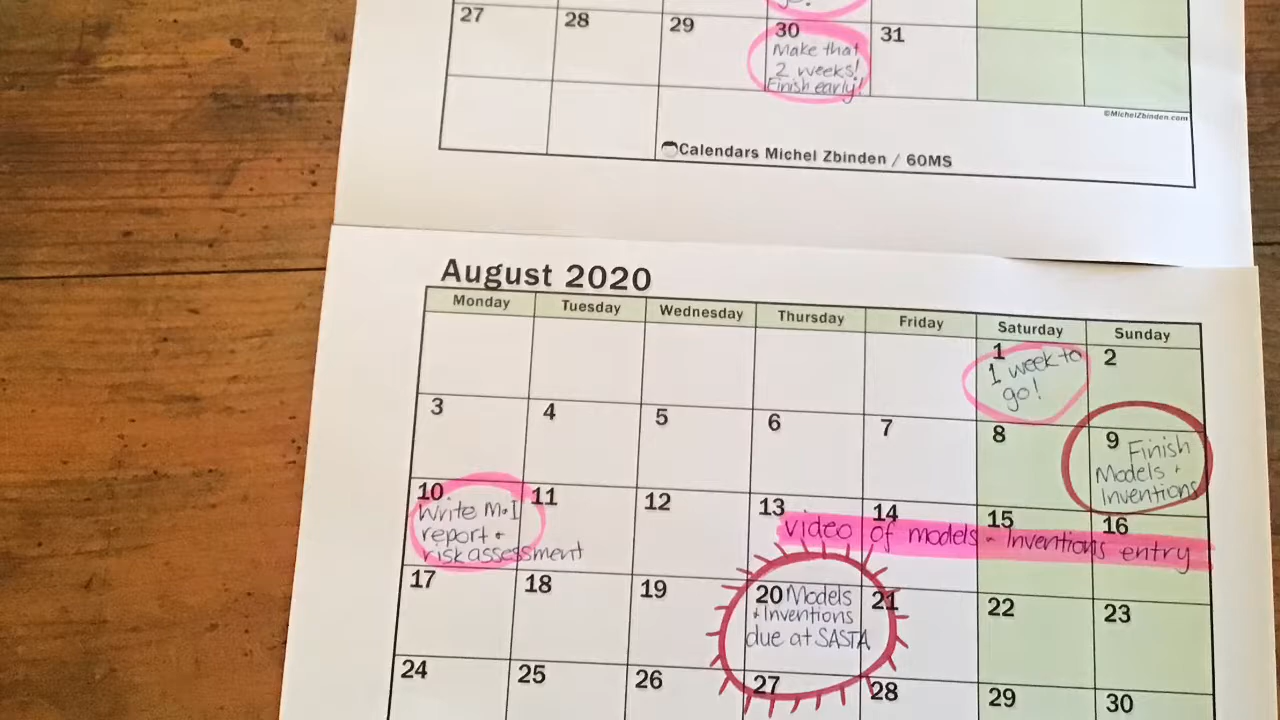 go!
27 28 29 30 31
Make that
2 weeks!
Finish early!
©MichelZbinden.com
Calendars Michel Zbinden / 60MS
August 2020
Monday Tuesday Wednesday Thursday Friday Saturday Sunday
1 2
1 week to
go!
3 4 5 6 7 8 9
Finish
Models +
Inventions
10 11 12 13 14 15 16
Write M+I
report +
risk assessment
video of models + Inventions entry
17 18 19 20 21 22 23
Models
+ Inventions
due at SASTA
24 25 26 27 28 29 30